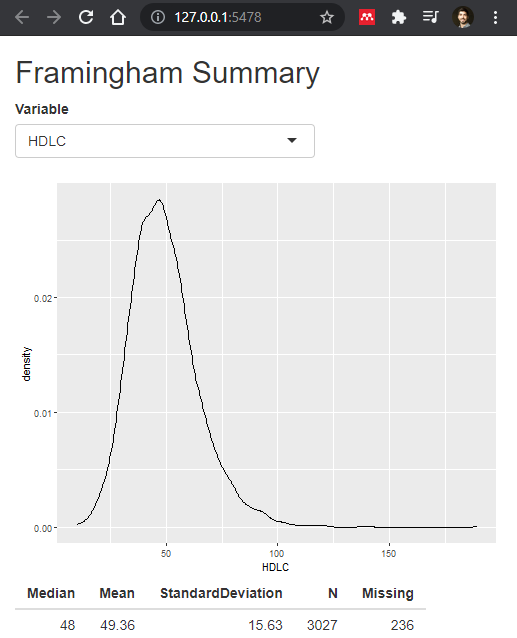 127.0.0.1:5478
Framingham Summary
Variable
HDLC
0.02
0.01
0.00
density
50 100 150
HDLC
Median Mean StandardDeviation N Missing
48 49.36 15.63 3027 236